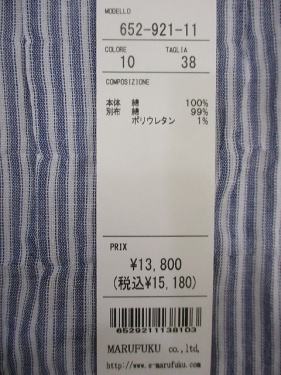 MODELLO
652-921-11
COLORE TAGLIA
10 38
COMPOSIZIONE
本体 綿 100%
別布 綿 99%
ポリウレタン 1%
PRIX
¥13,800
(税込¥15,180)
6529211138103
MARUFUKU co.,ltd,
http://www.e-marufuku.com